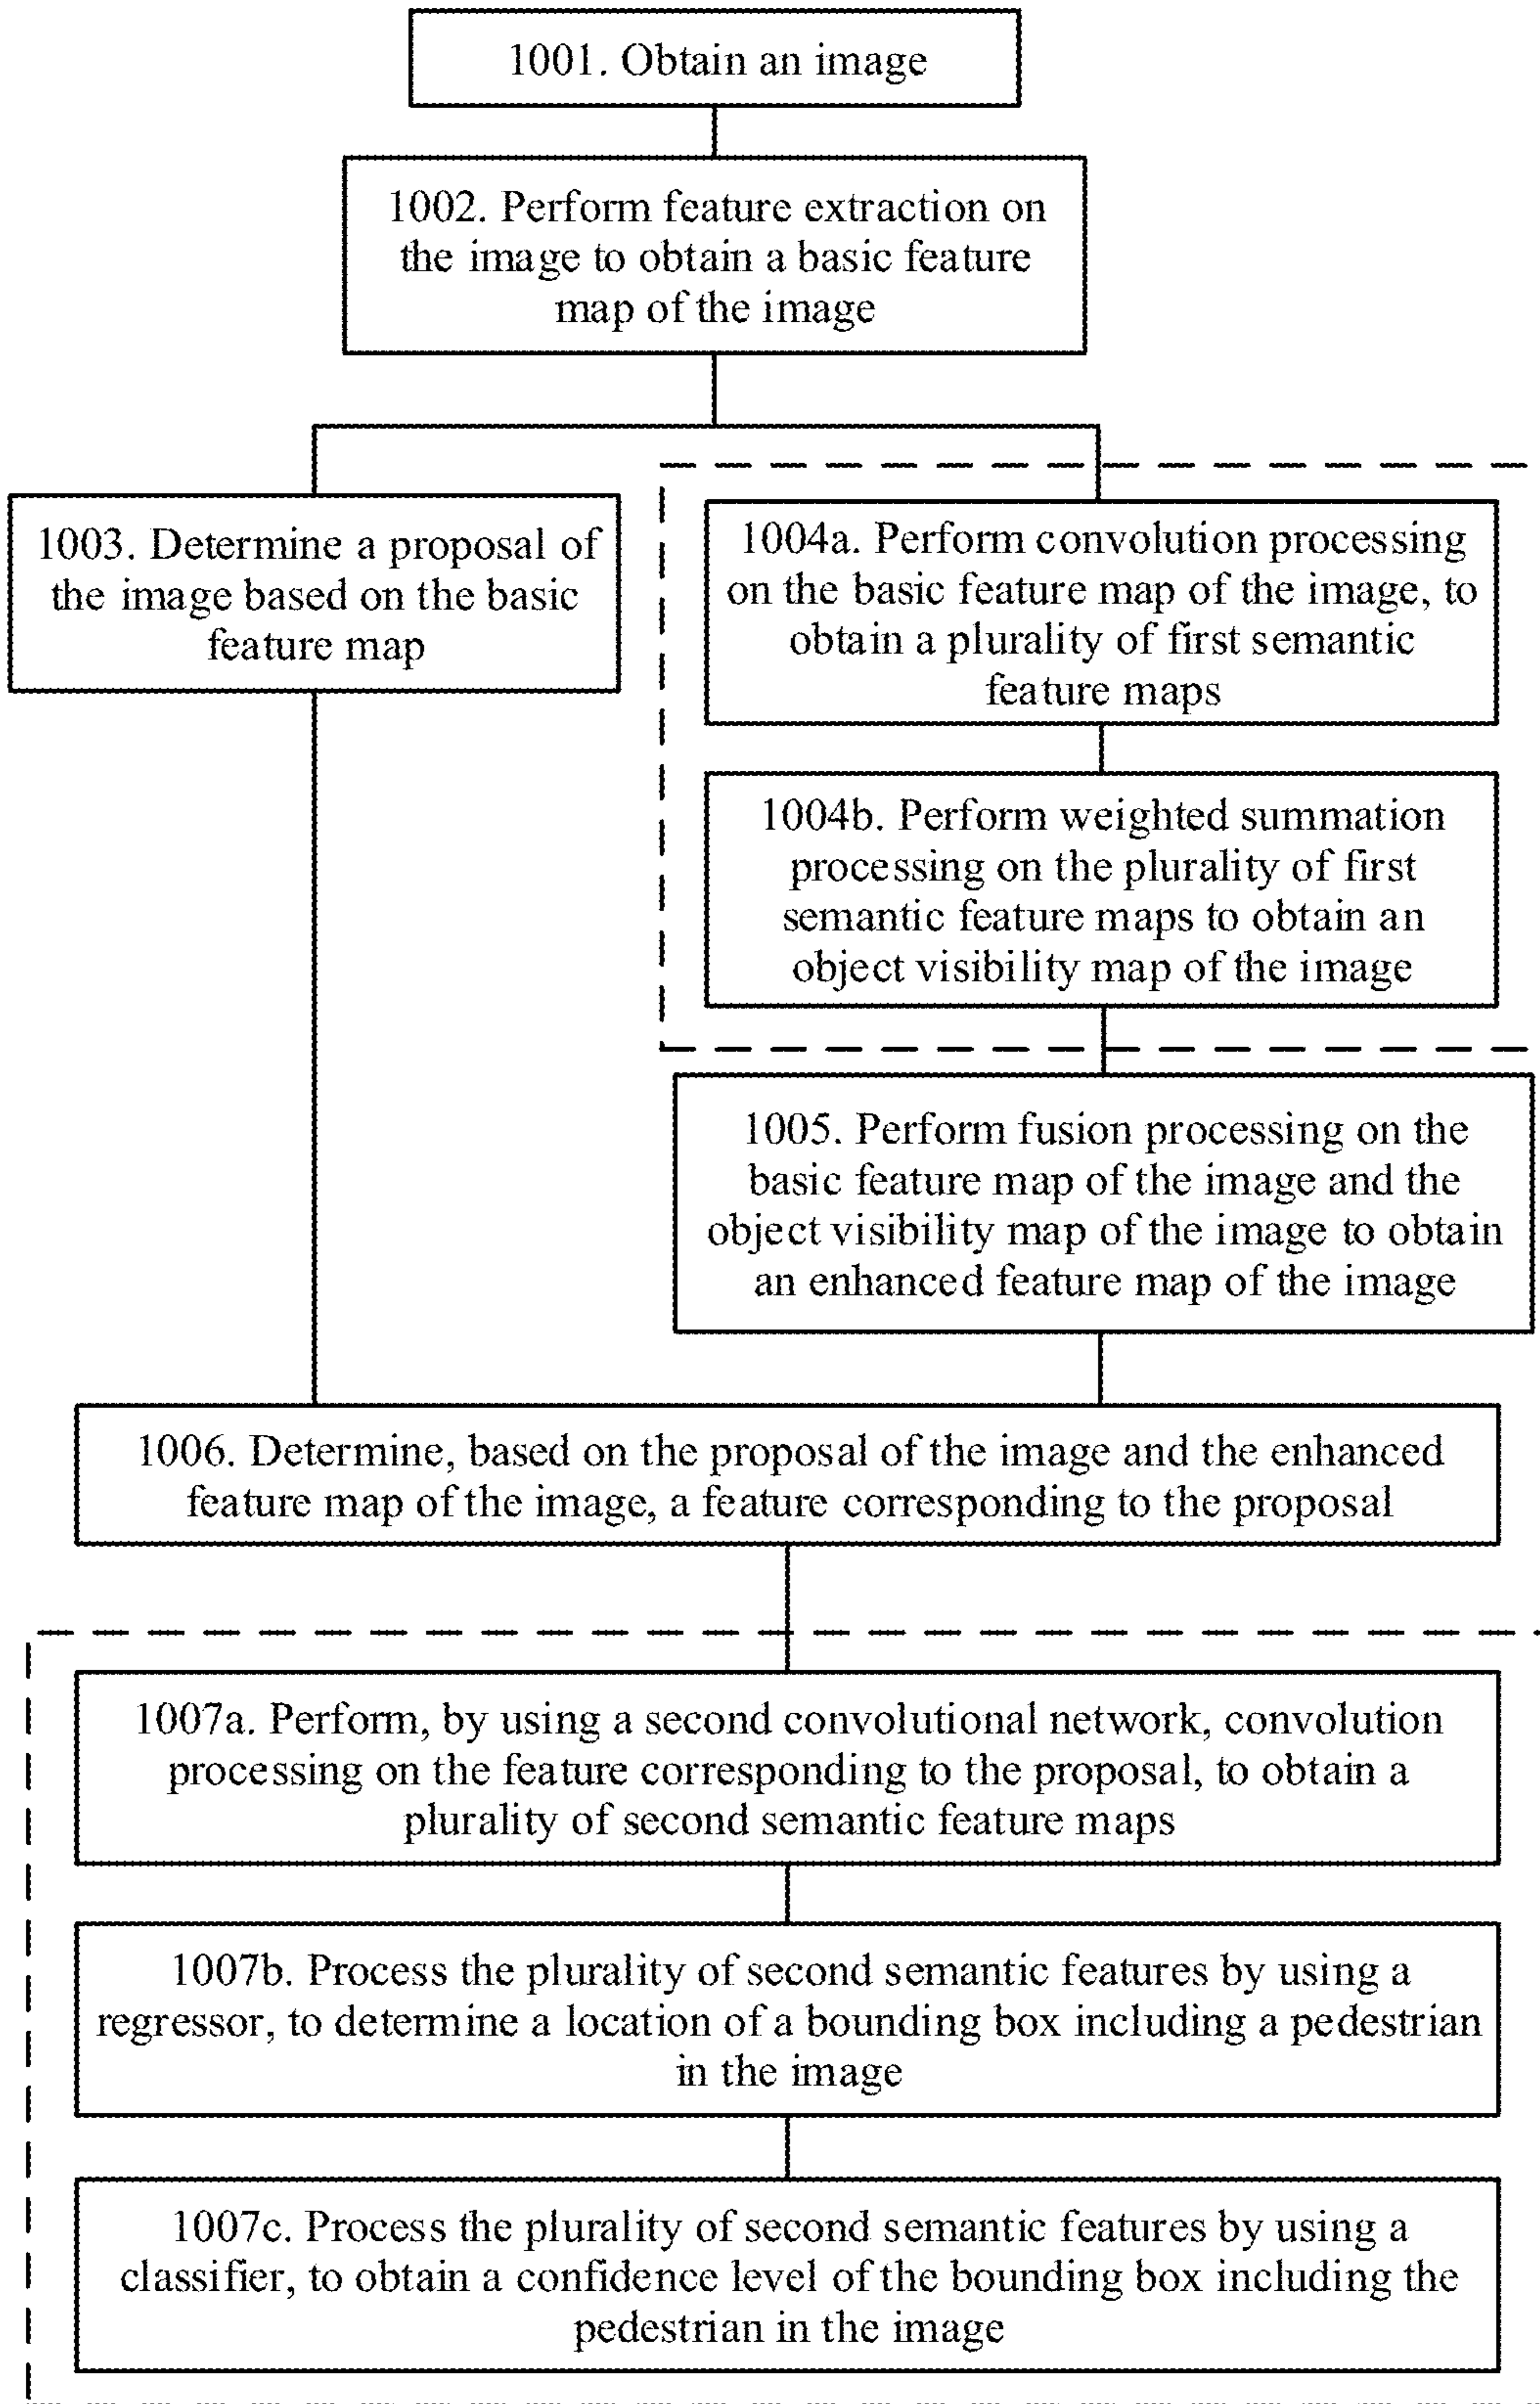 1001. Obtain an image
1002. Perform feature extraction on
the image to obtain a basic feature
map of the image
1003. Determine a proposal of
the image based on the basic
feature map
1004a. Perform convolution processing
on the basic feature map of the image, to
obtain a plurality of first semantic
feature maps
1004b. Perform weighted summation
processing on the plurality of first
semantic feature maps to obtain an
object visibility map of the image
1005. Perform fusion processing on the
basic feature map of the image and the
object visibility map of the image to obtain
an enhanced feature map of the image
1006. Determine, based on the proposal of the image and the enhanced
feature map of the image, a feature corresponding to the proposal
1007a. Perform, by using a second convolutional network, convolution
processing on the feature corresponding to the proposal, to obtain a
plurality of second semantic feature maps
1007b. Process the plurality of second semantic features by using a
regressor, to determine a location of a bounding box including a pedestrian
in the image
1007c. Process the plurality of second semantic features by using a
classifier, to obtain a confidence level of the bounding box including the
pedestrian in the image